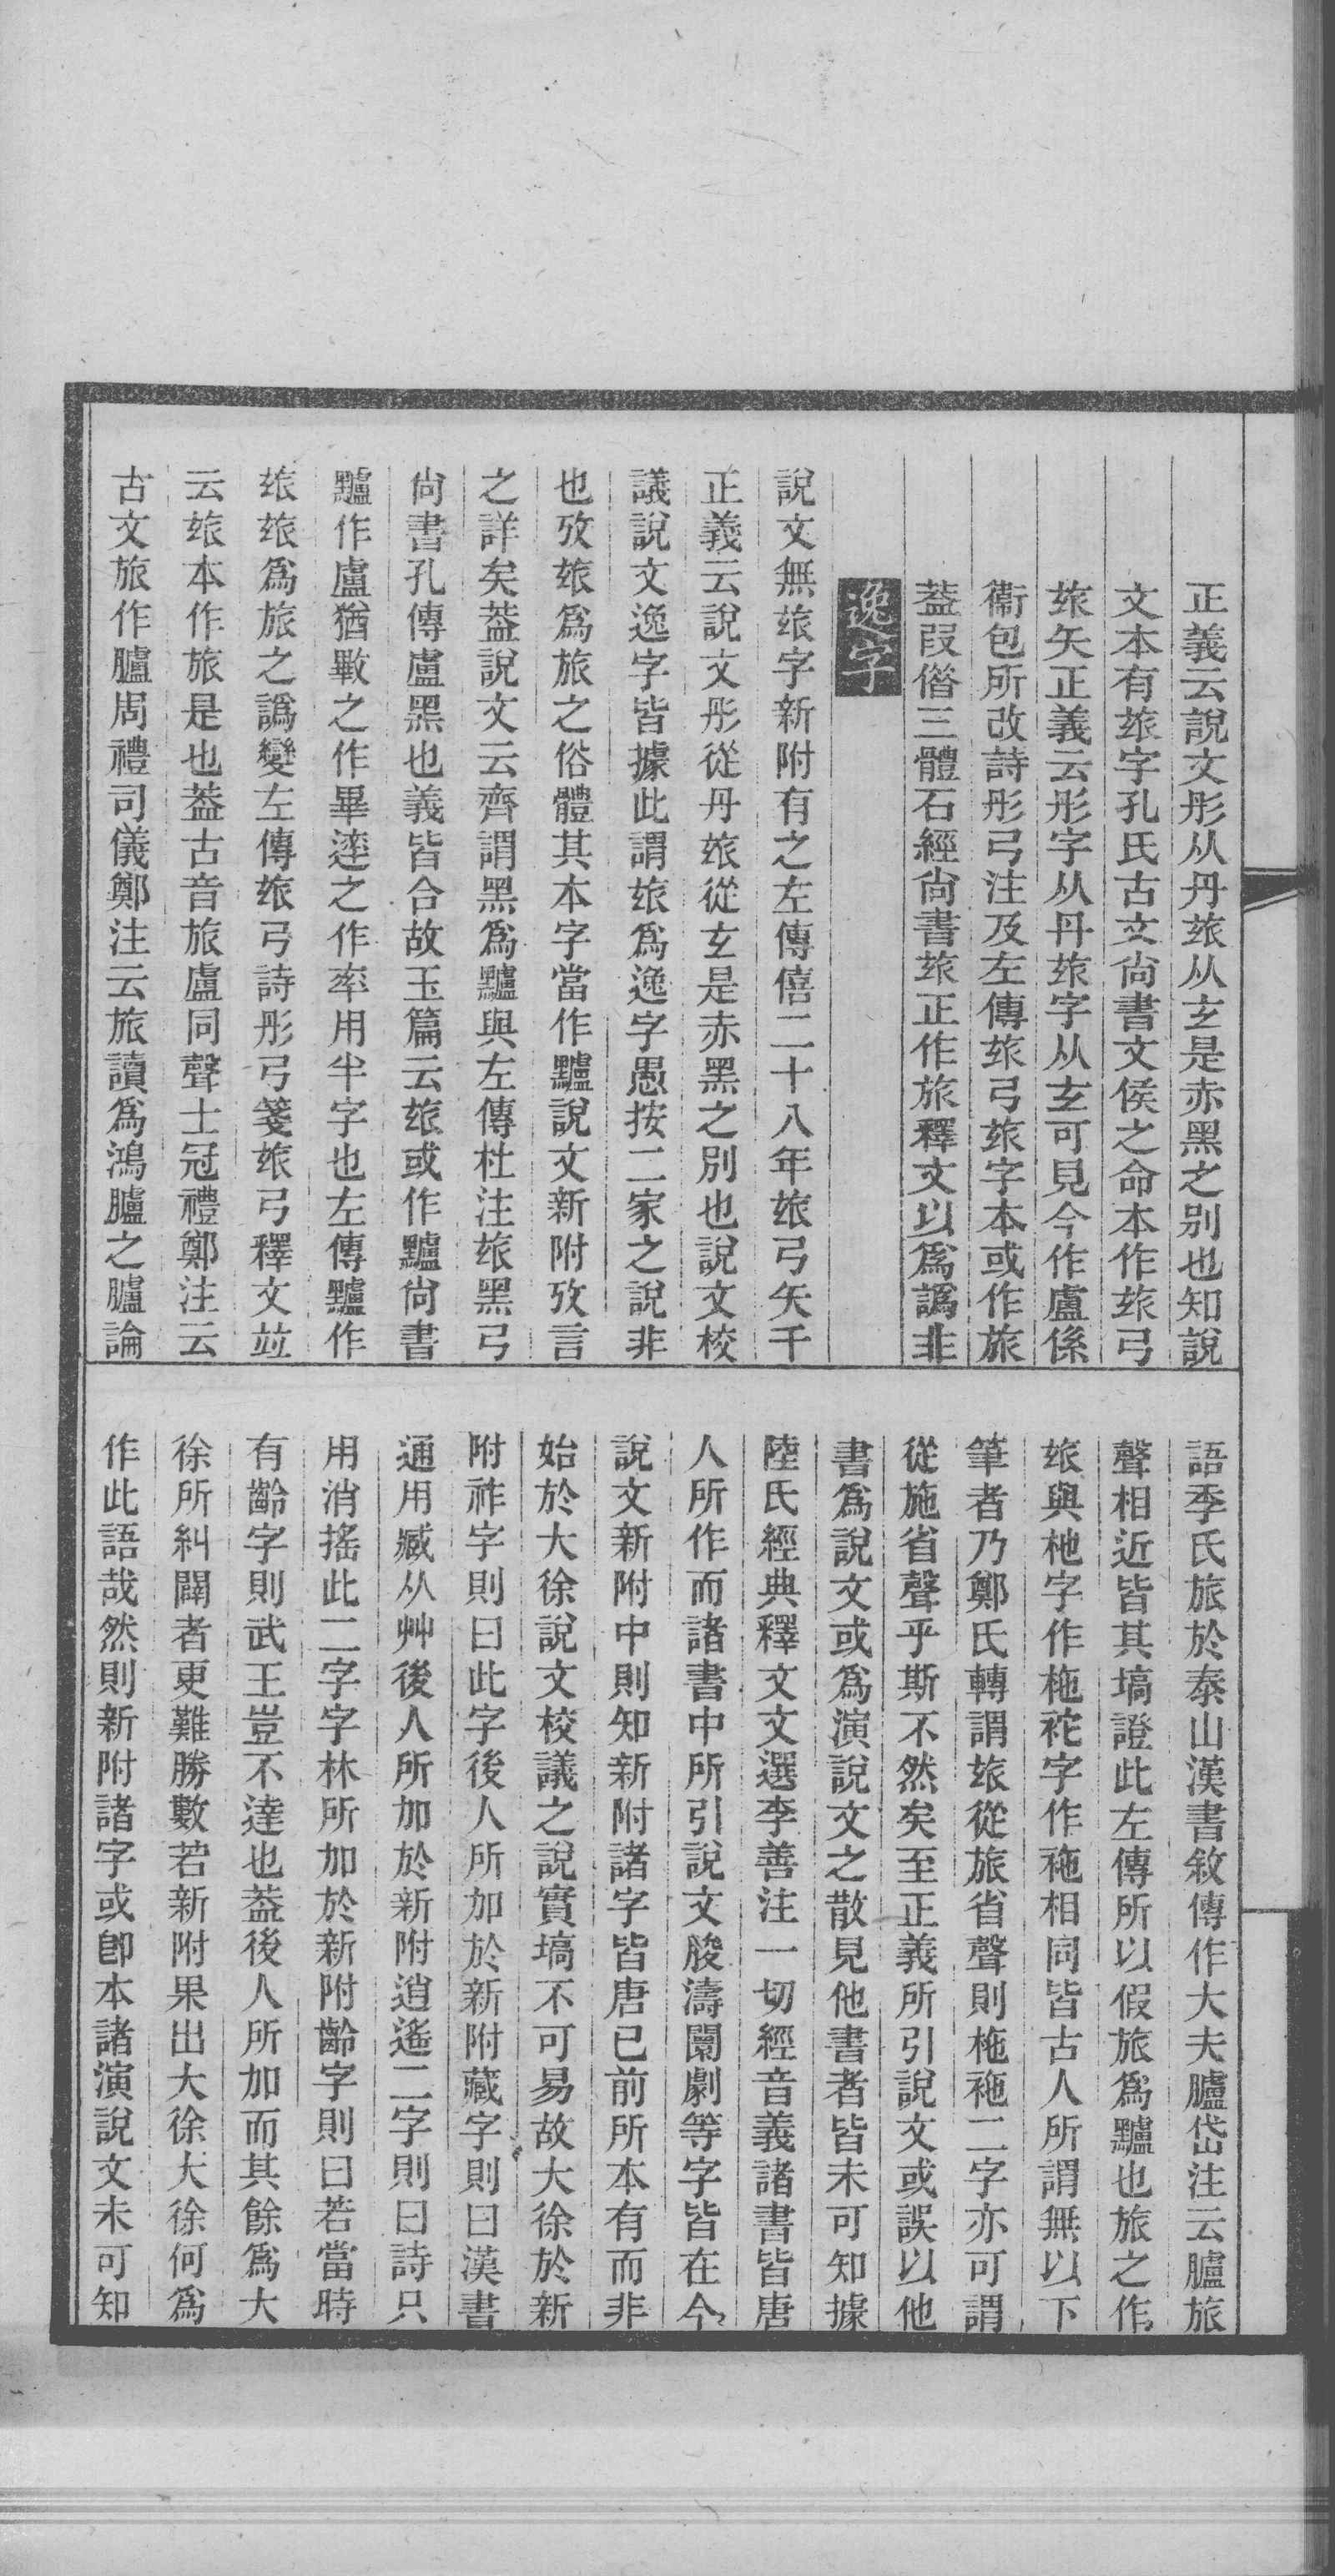 正義云說文彤从丹玈从玄是赤黑之別也知說
文本有玈字孔氏古文尙書文侯之命本作玈弓
玈矢正義云彤字从丹玈字从玄可見今作盧係
衞包所改詩彤弓注及左傳玈弓玈字本或作旅
葢叚借三體石經尙書玈正作旅釋文以爲譌非
逸字
說文無玈字新附有之左傳僖二十八年玈弓矢千
正義云說文彤從丹玈從玄是赤黑之別也說文校
議說文逸字皆據此謂玈爲逸字愚按二家之說非
也攷玈爲旅之俗體其本字當作黸說文新附攷言
之詳矣葢說文云齊謂黑爲黸與左傳杜注玈黑弓
尙書孔傳盧黑也義皆合故玉篇云玈或作黸尙書
黸作盧猶斁之作畢達之作率用半字也左傳黸作
玈玈爲旅之譌變左傳玈弓詩彤弓箋玈弓釋文竝
云玈本作旅是也葢古音旅盧同聲士冠禮鄭注云
古文旅作臚周禮司儀鄭注云旅讀爲鴻臚之臚論
語季氏旅於泰山漢書敘傳作大夫臚岱注云臚旅
聲相近皆其塙證此左傳所以假旅爲黸也旅之作
玈與杝字作柂袉字作袘相同皆古人所謂無以下
筆者乃鄭氏轉謂玈從旅省聲則柂袘二字亦可謂
從施省聲乎斯不然矣至正義所引說文或誤以他
書爲說文或爲演說文之散見他書者皆未可知據
陸氏經典釋文文選李善注一切經音義諸書皆唐
人所作而諸書中所引說文朘濤闤劇等字皆在今
說文新附中則知新附諸字皆唐已前所本有而非
始於大徐說文校議之說實塙不可易故大徐於新
附祚字則曰此字後人所加於新附藏字則曰漢書
通用臧从艸後人所加於新附逍遙二字則曰詩只
用消搖此二字字林所加於新附齡字則曰若當時
有齡字則武王豈不達也葢後人所加而其餘爲大
徐所糾闢者更難勝數若新附果出大徐大徐何爲
作此語哉然則新附諸字或卽本諸演說文未可知